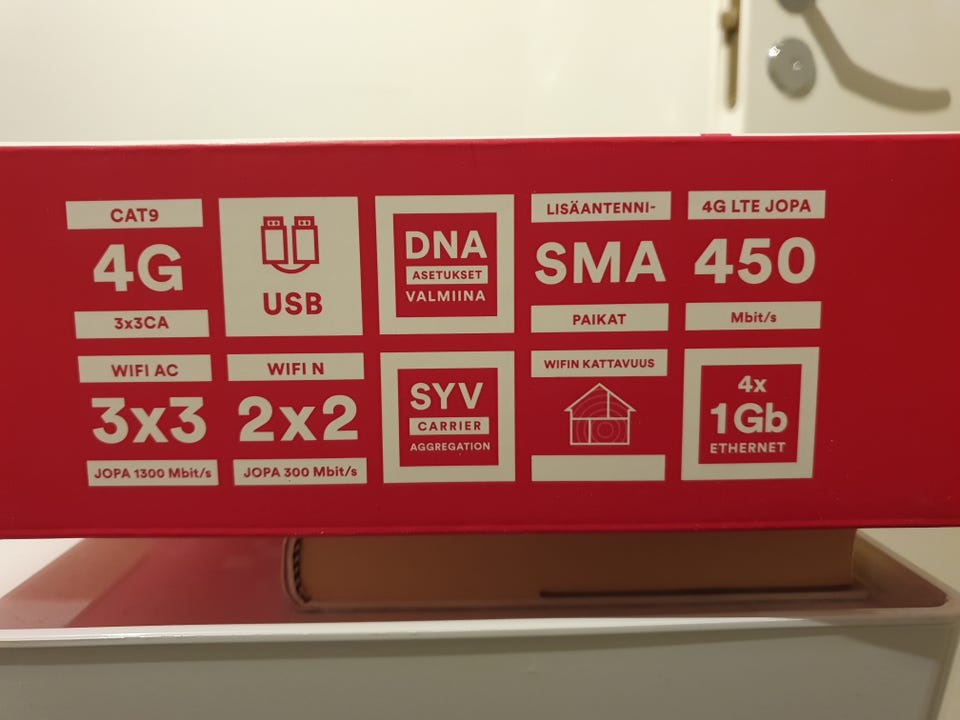 CAT9
4G
3x3CA
USB
DNA
ASETUKSET
VALMIINA
LISÄANTENNI-
SMA
PAIKAT
4G LTE JOPA
450
Mbit/s
WIFI AC
3x3
JOPA 1300 Mbit/s
WIFI N
2x2
JOPA 300 Mbit/s
SYV
CARRIER
AGGREGATION
WIFIN KATTAVUUS
4x
1Gb
ETHERNET